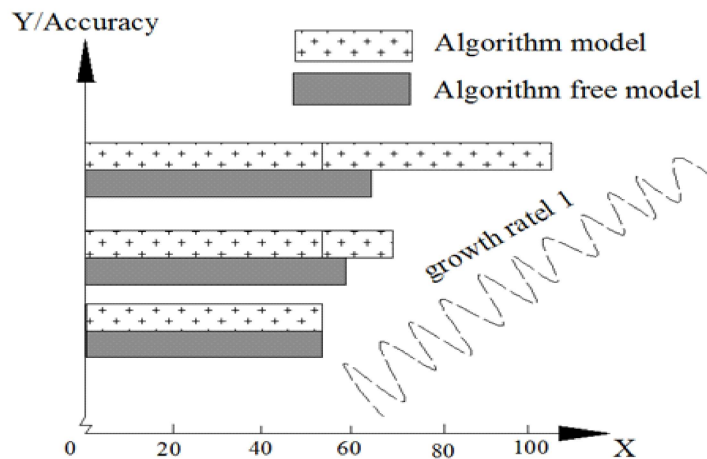 Y/Accuracy
Algorithm model
Algorithm free model
growth ratel 1
0 20 40 60 80 100 X